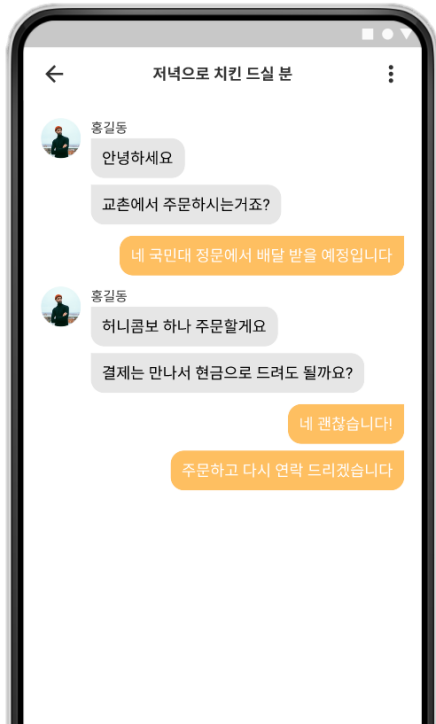 저녁으로 치킨 드실 분
홍길동
안녕하세요
교촌에서 주문하시는거죠?
네 국민대 정문에서 배달 받을 예정입니다
홍길동
허니콤보 하나 주문할게요
결제는 만나서 현금으로 드려도 될까요?
네 괜찮습니다!
주문하고 다시 연락 드리겠습니다